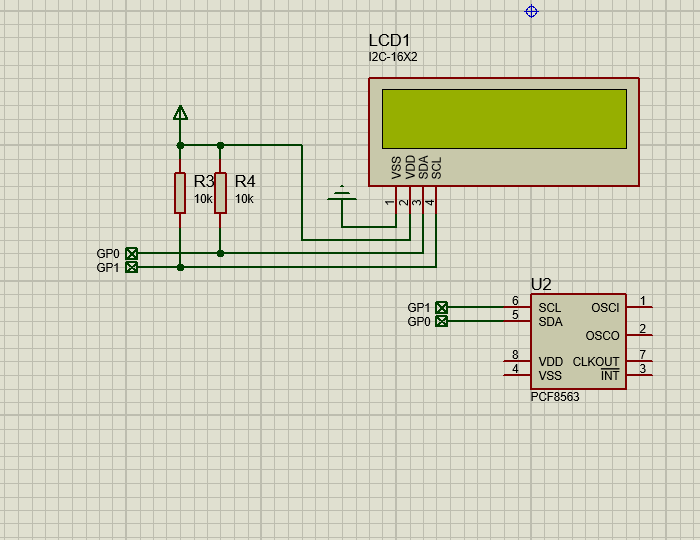 LCD1
I2C-16X2
VSS
VDD
SDA
SCL
1
2
3
4
R3
10k
R4
10k
GP0
GP1
U2
GP1
GP0
6
5
8
4
SCL
SDA
VDD
VSS
OSCI
OSCO
CLKOUT
INT
1
2
7
3
PCF8563